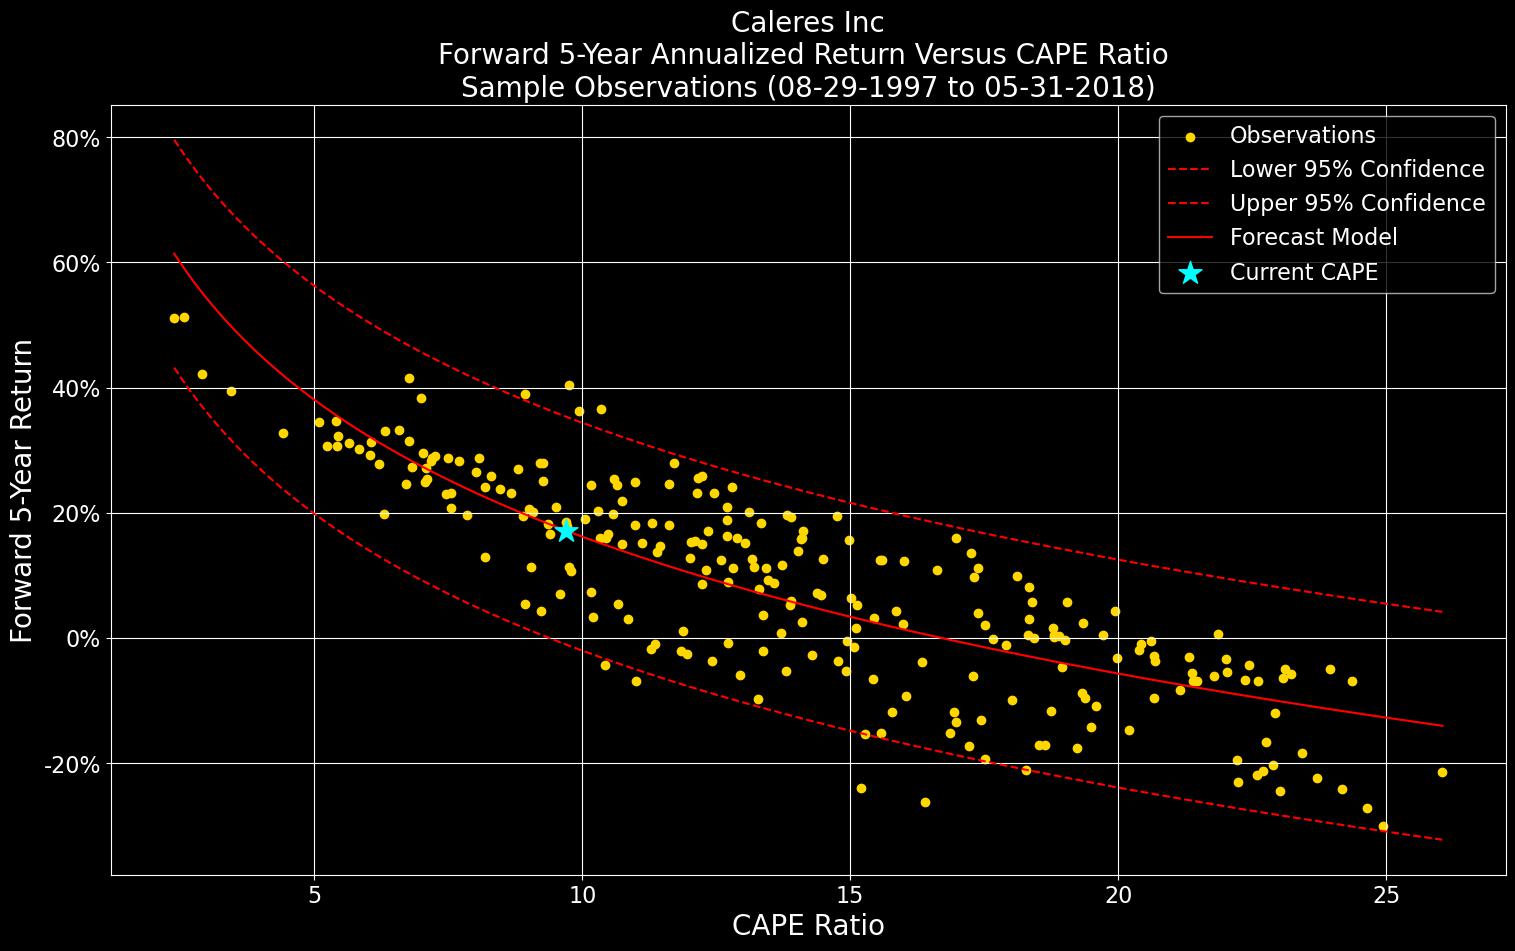 Caleres Inc
Forward 5-Year Annualized Return Versus CAPE Ratio
Sample Observations (08-29-1997 to 05-31-2018)
80%
60%
40%
20%
0%
-20%
Forward 5-Year Return
Observations
Lower 95% Confidence
Upper 95% Confidence
Forecast Model
Current CAPE
5
10
15
20
25
CAPE Ratio